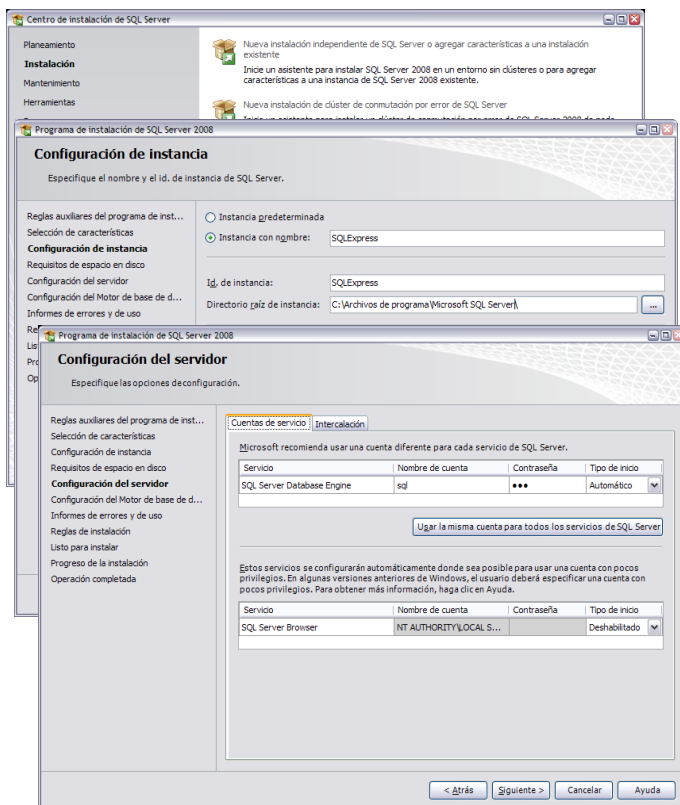 Centro de instalación de SQL Server
Planeamiento
Instalación
Mantenimiento
Herramientas
Nueva instalación independiente de SQL Server o agregar características a una instalación
existente
Inicie un asistente para instalar SQL Server 2008 en un entorno sin clústeres o para agregar
características a una instancia de SQL Server 2008 existente.
Nueva instalación de clúster de conmutación por error de SQL Server
Programa de instalación de SQL Server 2008
Configuración de instancia
Especifique el nombre y el id. de instancia de SQL Server.
Reglas auxiliares del programa de inst...
Selección de características
Configuración de instancia
Requisitos de espacio en disco
Configuración del servidor
Configuración del Motor de base de d...
Informes de errores y de uso
Instancia predeterminada
Instancia con nombre: SQLExpress
Id. de instancia: SQLExpress
Directorio raíz de instancia: C:\Archivos de programa\Microsoft SQL Server\ ...
Programa de instalación de SQL Server 2008
Configuración del servidor
Especifique las opciones de configuración.
Reglas auxiliares del programa de inst...
Selección de características
Configuración de instancia
Requisitos de espacio en disco
Configuración del servidor
Configuración del Motor de base de d...
Informes de errores y de uso
Reglas de instalación
Listo para instalar
Progreso de la instalación
Operación completada
Cuentas de servicio Intercalación
Microsoft recomienda usar una cuenta diferente para cada servicio de SQL Server.
Servicio Nombre de cuenta Contraseña Tipo de inicio
SQL Server Database Engine sql ●●● Automático
Usar la misma cuenta para todos los servicios de SQL Server
Estos servicios se configurarán automáticamente donde sea posible para usar una cuenta con pocos
privilegios. En algunas versiones anteriores de Windows, el usuario deberá especificar una cuenta con
pocos privilegios. Para obtener más información, haga clic en Ayuda.
Servicio Nombre de cuenta Contraseña Tipo de inicio
SQL Server Browser NT AUTHORITY\LOCAL S... Deshabilitado
< Atrás Siguiente > Cancelar Ayuda